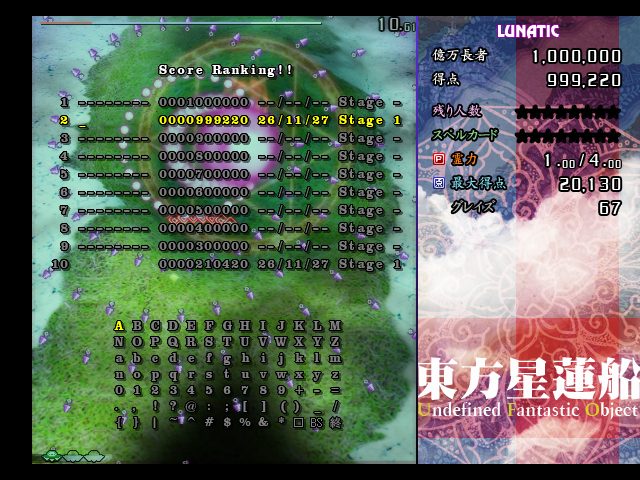 10.61
Score Ranking!!
1 -------- 0001000000 --/--/-- Stage -
2 _ 0000999220 26/11/27 Stage 1
3 -------- 0000900000 --/--/-- Stage -
4 -------- 0000800000 --/--/-- Stage -
5 -------- 0000700000 --/--/-- Stage -
6 -------- 0000600000 --/--/-- Stage -
7 -------- 0000500000 --/--/-- Stage -
8 -------- 0000400000 --/--/-- Stage -
9 -------- 0000300000 --/--/-- Stage -
10 0000210420 26/11/27 Stage 1
A B C D E F G H I J K L M
N O P Q R S T U V W X Y Z
a b c d e f g h i j k l m
n o p q r s t u v w x y z
0 1 2 3 4 5 6 7 8 9 + - =
. , ! ? @ : ; [ ] ( ) _ /
{ } | ~ ^ # $ % & * □ BS 終
LUNATIC
億万長者 1,000,000
得点 999,220
残り人数 ★★★★★★★★
スペルカード ★★★★★★★★
P 霊力 1.00/4.00
点 最大得点 20,130
グレイズ 67
東方星蓮船
Undefined Fantastic Object